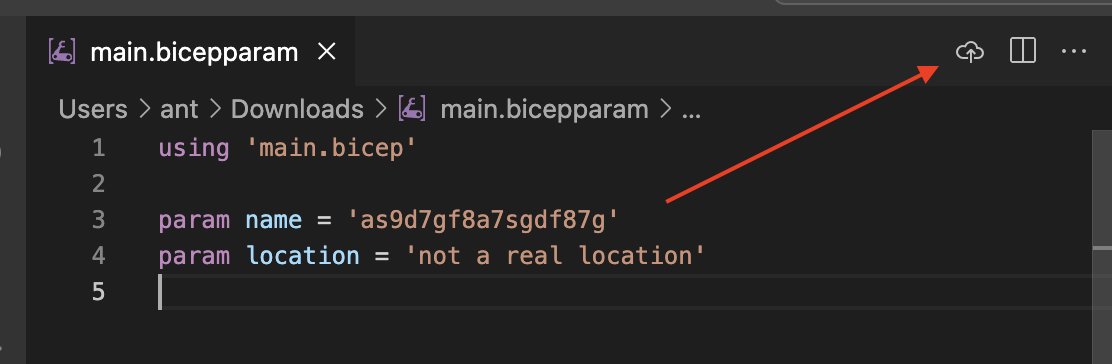 main.bicepparam
Users > ant > Downloads > main.bicepparam > ...
1 using 'main.bicep'
2
3 param name = 'as9d7gf8a7sgdf87g'
4 param location = 'not a real location'
5